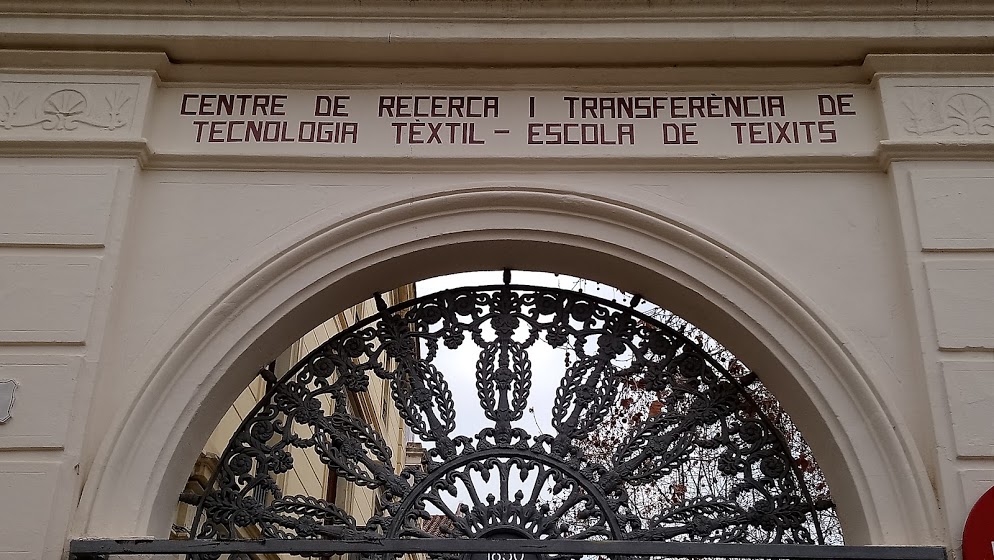 CENTRE DE RECERCA I TRANSFERÈNCIA DE
TECNOLOGIA TÈXTIL - ESCOLA DE TEIXITS